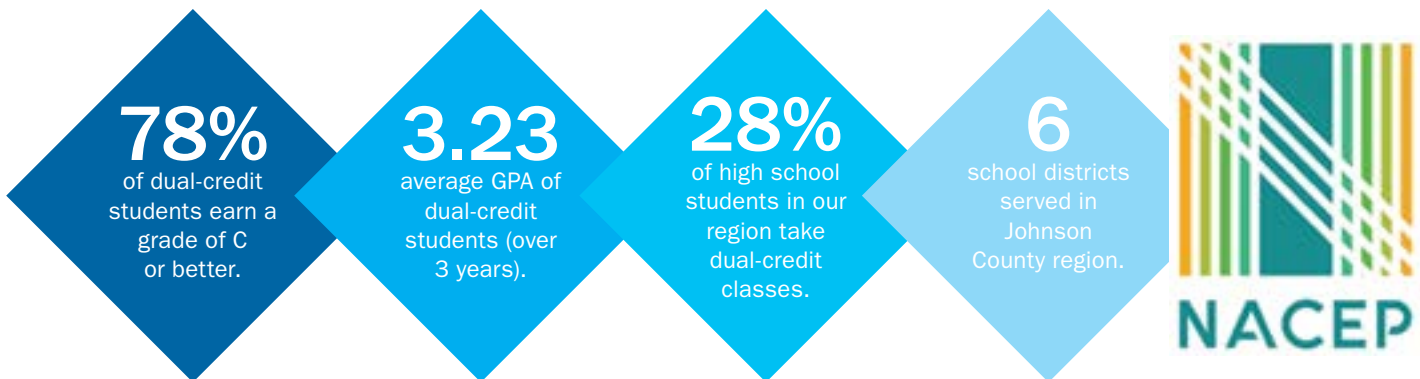 78%
of dual-credit
students earn a
grade of C
or better.
3.23
average GPA of
dual-credit
students (over
3 years).
28%
of high school
students in our
region take
dual-credit
classes.
6
school districts
served in
Johnson
County region.
NACEP